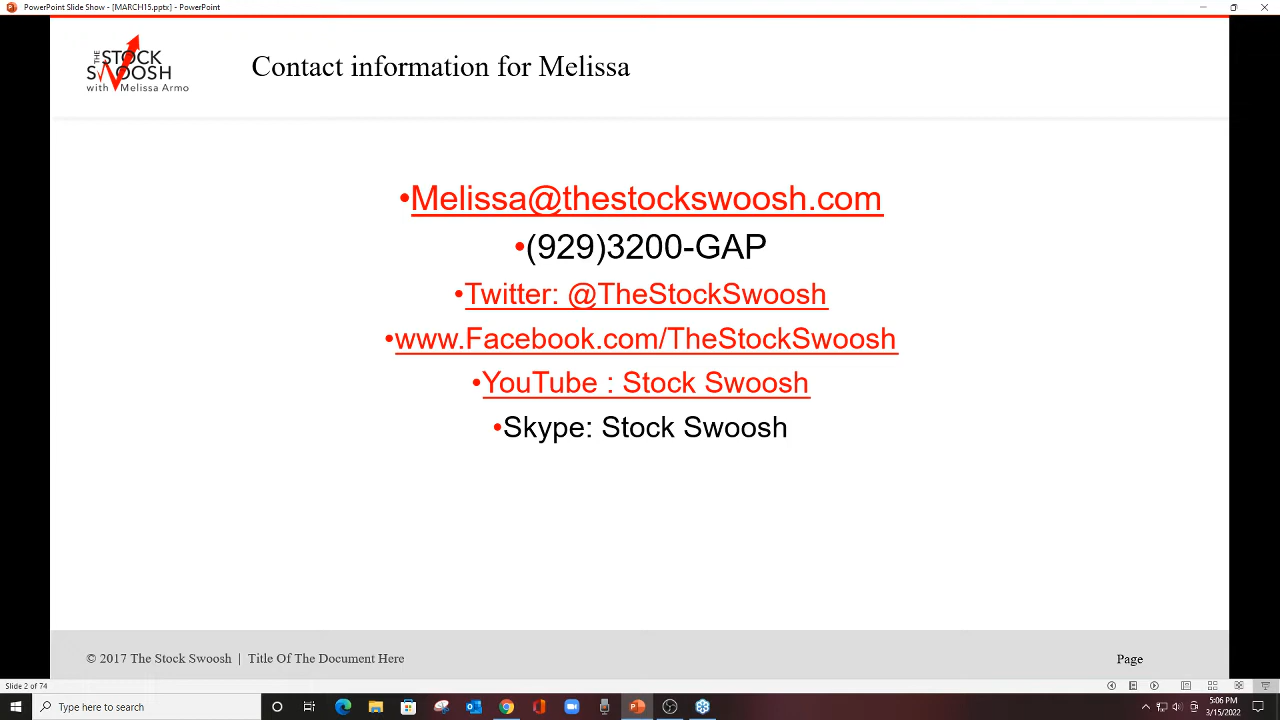 PowerPoint Slide Show - [MARCH15.pptx] - PowerPoint
THE STOCK
SWOOSH
with Melissa Armo
Contact information for Melissa
•Melissa@thestockswoosh.com
•(929)3200-GAP
•Twitter: @TheStockSwoosh
•www.Facebook.com/TheStockSwoosh
•YouTube : Stock Swoosh
•Skype: Stock Swoosh
© 2017 The Stock Swoosh | Title Of The Document Here
Page
Slide 2 of 74
Type here to search
5:06 PM
3/15/2022